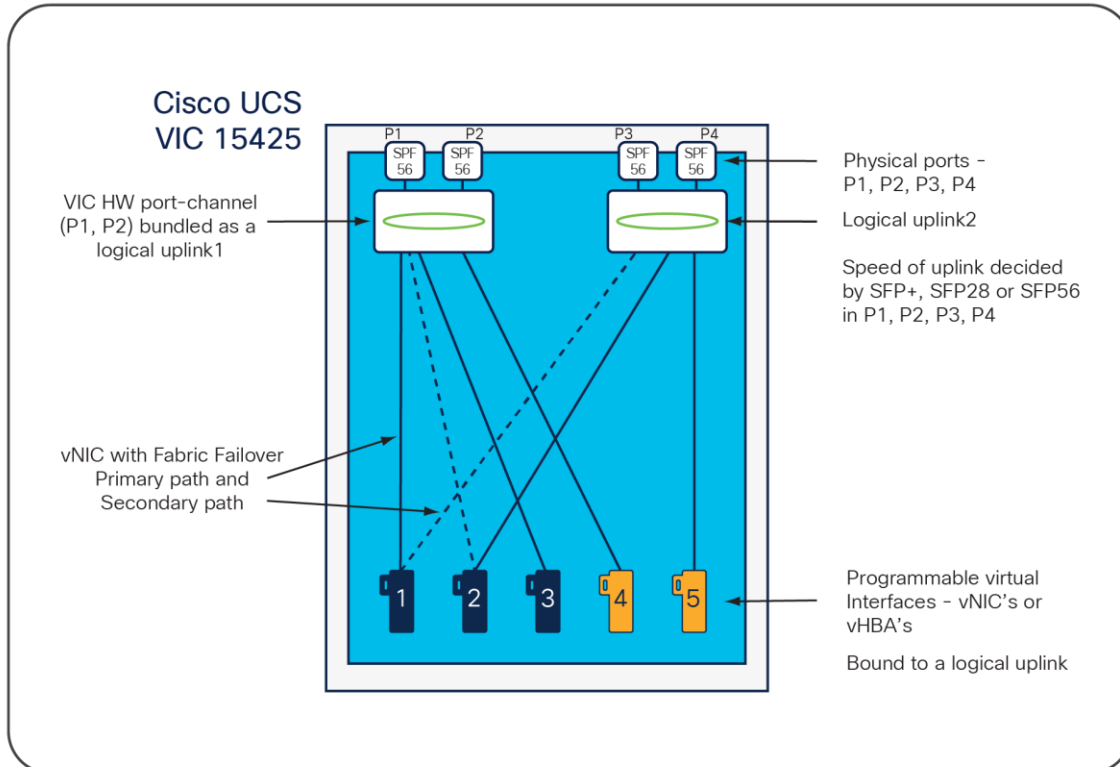 Cisco UCS
VIC 15425
P1
P2
P3
P4
SPF
56
SPF
56
SPF
56
SPF
56
VIC HW port-channel
(P1, P2) bundled as a
logical uplink1
Physical ports -
P1, P2, P3, P4
Logical uplink2
Speed of uplink decided
by SFP+, SFP28 or SFP56
in P1, P2, P3, P4
vNIC with Fabric Failover
Primary path and
Secondary path
1
2
3
4
5
Programmable virtual
Interfaces - vNIC's or
vHBA's
Bound to a logical uplink